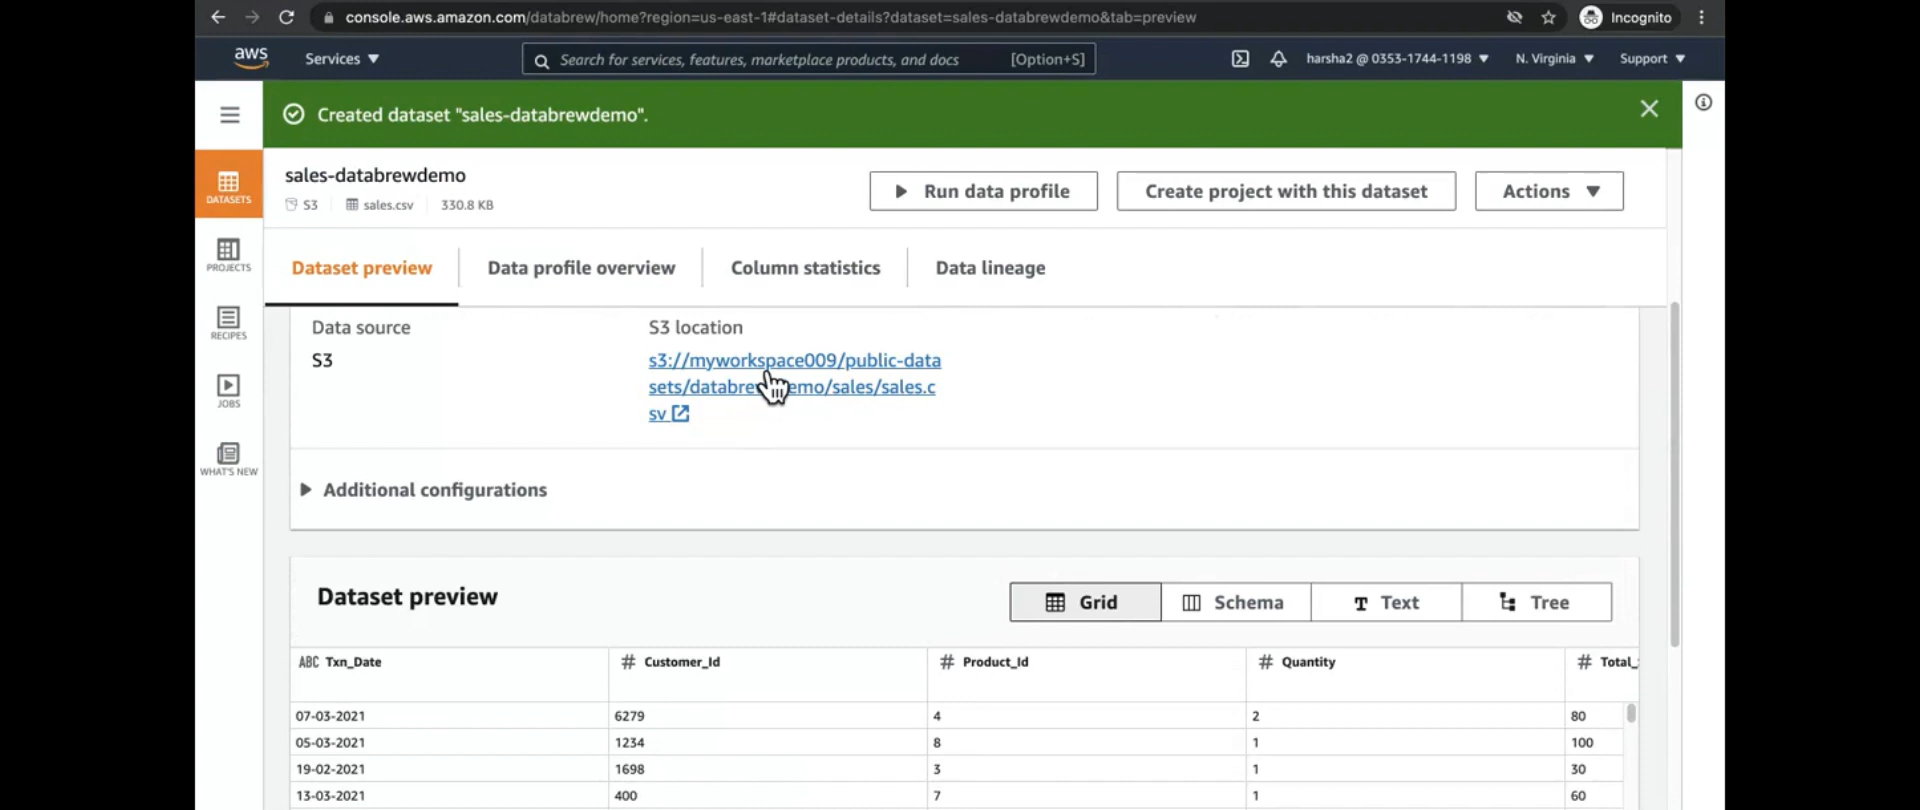 console.aws.amazon.com/databrew/home?region=us-east-1#dataset-details?dataset=sales-databrewdemo&tab=preview
Incognito
aws
Services
Search for services, features, marketplace products, and docs
[Option+S]
harsha2 @ 0353-1744-1198
N. Virginia
Support
Created dataset "sales-databrewdemo".
DATASETS
PROJECTS
RECIPES
JOBS
WHAT'S NEW
sales-databrewdemo
S3
sales.csv
330.8 KB
Run data profile
Create project with this dataset
Actions
Dataset preview
Data profile overview
Column statistics
Data lineage
Data source
S3
S3 location
s3://myworkspace009/public-data
sets/databre emo/sales/sales.c
sv
Additional configurations
Dataset preview
Grid
Schema
Text
Tree
ABC Txn_Date
# Customer_Id
# Product_Id
# Quantity
# Total_
07-03-2021 6279 4 2 80
05-03-2021 1234 8 1 100
19-02-2021 1698 3 1 30
13-03-2021 400 7 1 60